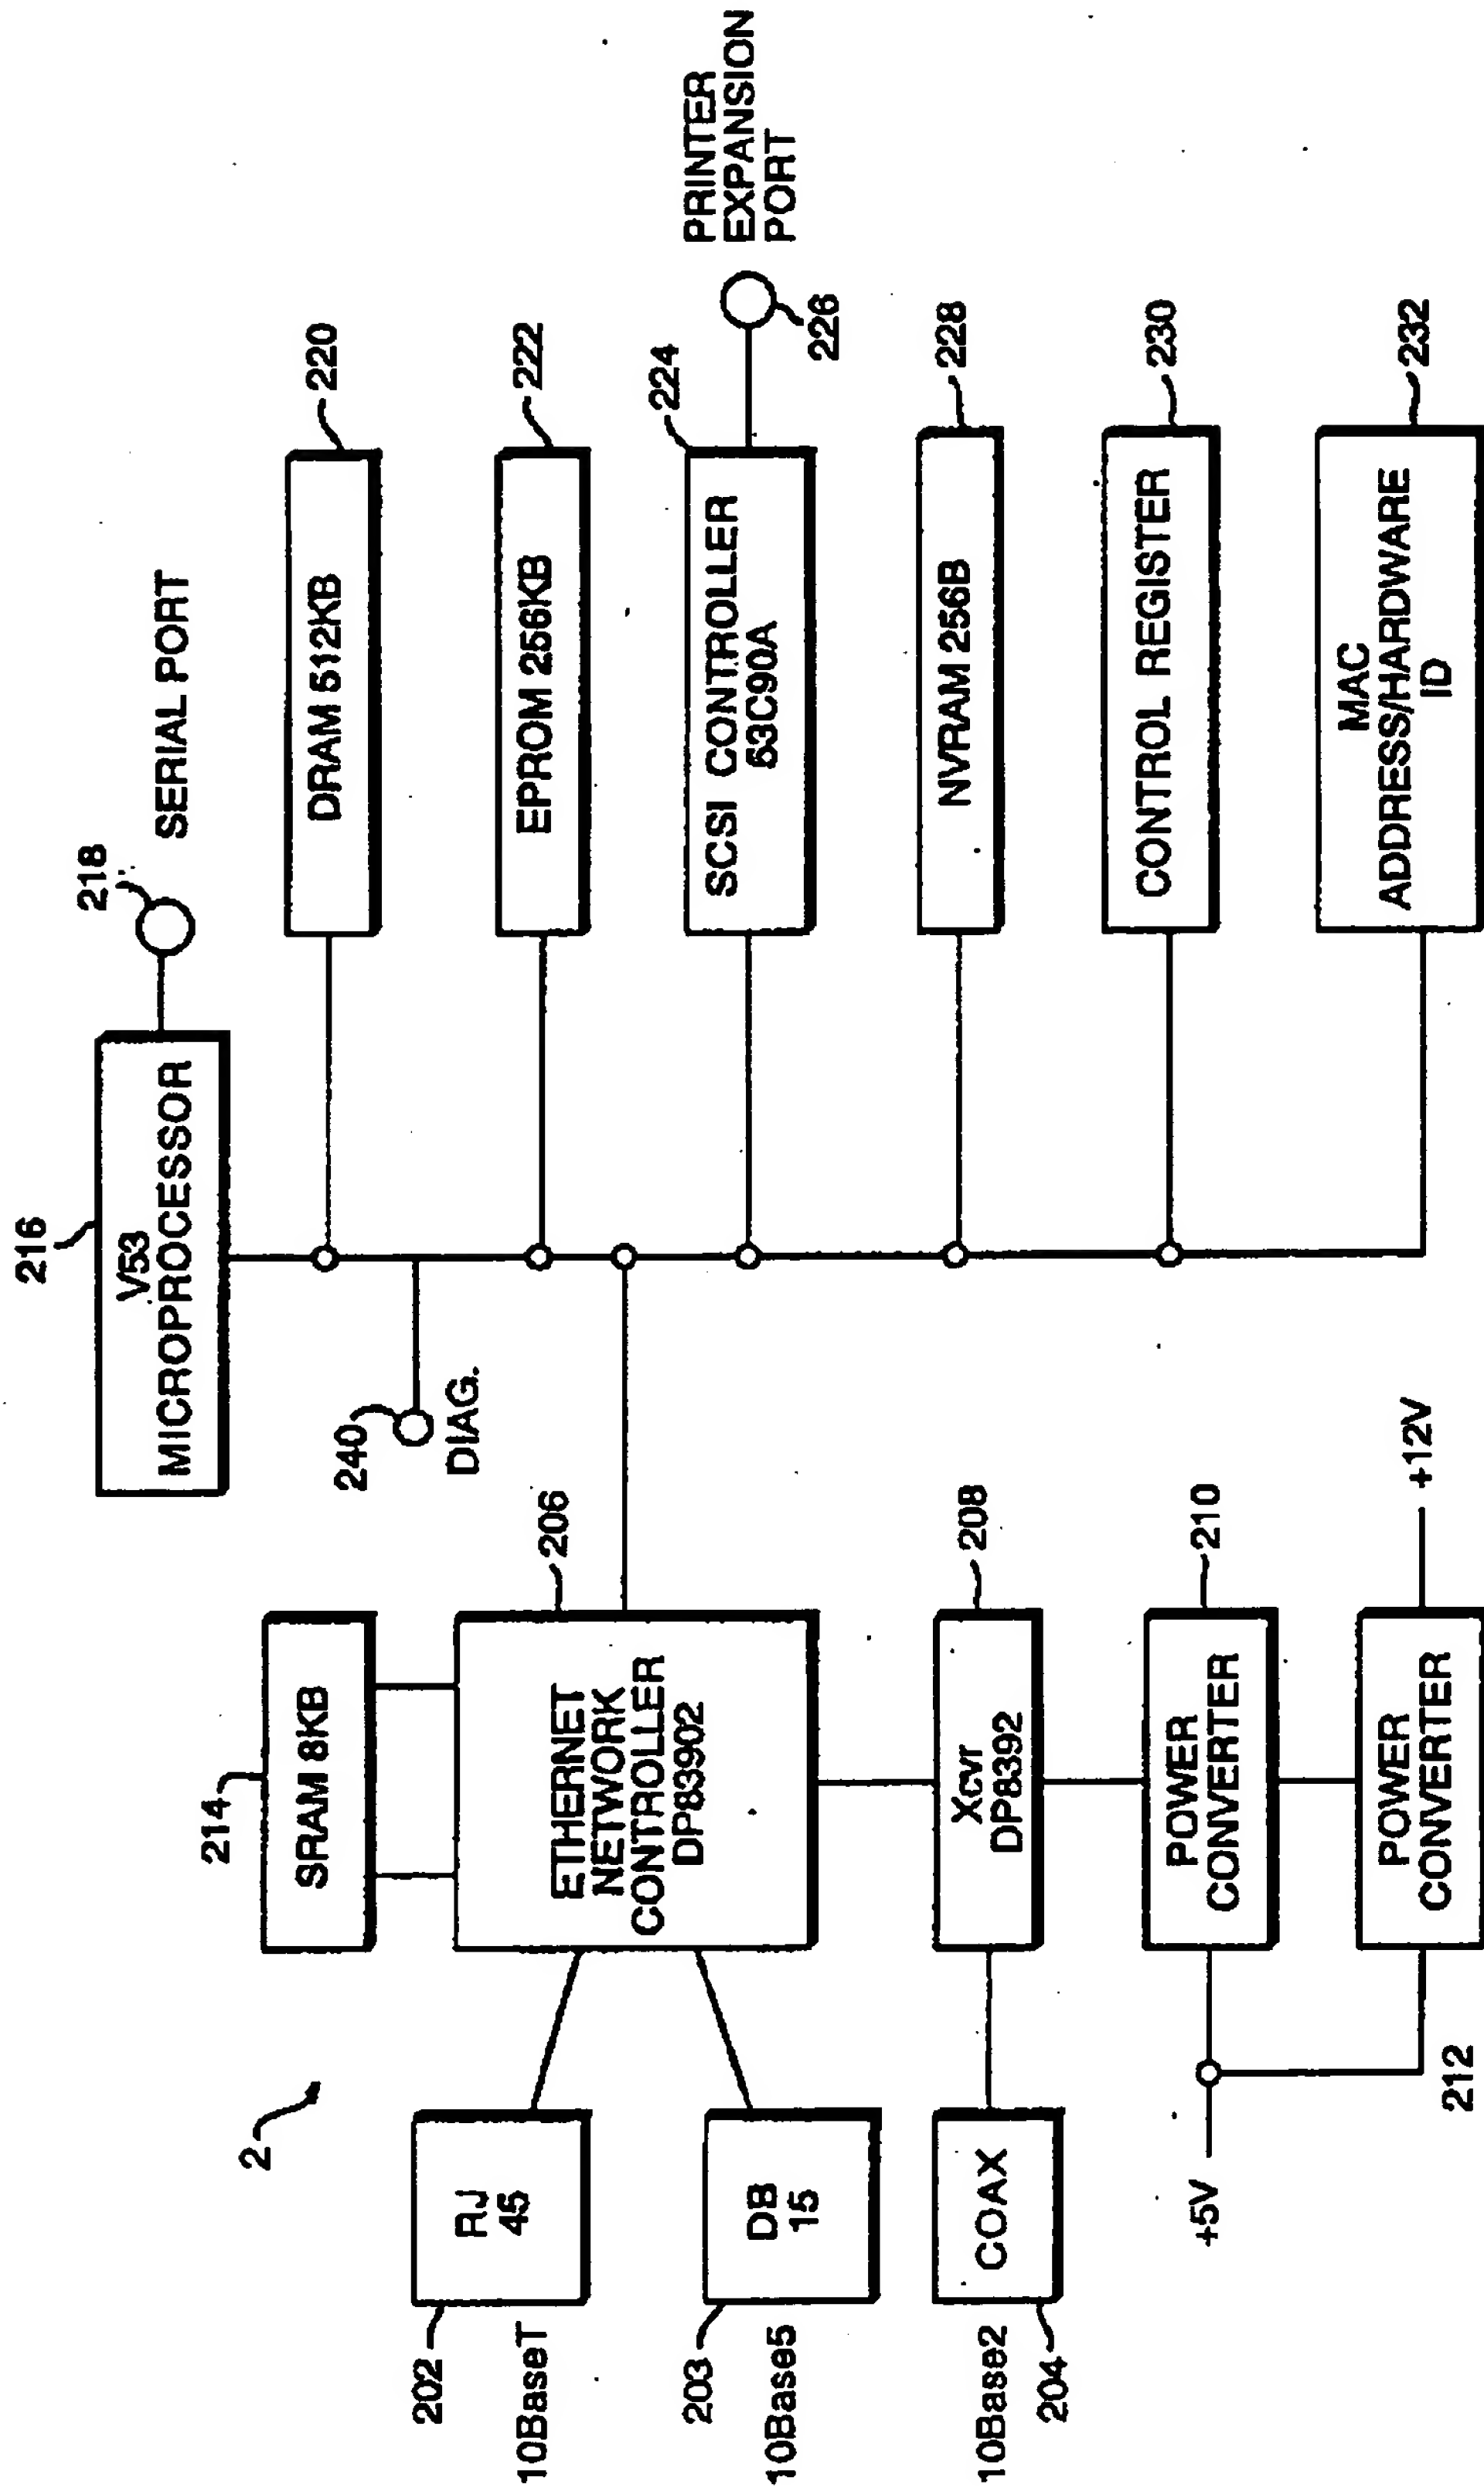 2
202
10BaseT
RJ
45
203
10Base5
DB
15
10Base2
204
COAX
+5V
212
214
SRAM 8KB
206
ETHERNET
NETWORK
CONTROLLER
DP83902
208
Xcvr
DP8392
210
POWER
CONVERTER
POWER
CONVERTER
+12V
216
V53
MICROPROCESSOR
218
SERIAL PORT
240
DIAG.
220
DRAM 512KB
222
EPROM 256KB
224
SCSI CONTROLLER
53C90A
226
PRINTER
EXPANSION
PORT
228
NVRAM 256B
230
CONTROL REGISTER
232
MAC
ADDRESS/HARDWARE
ID